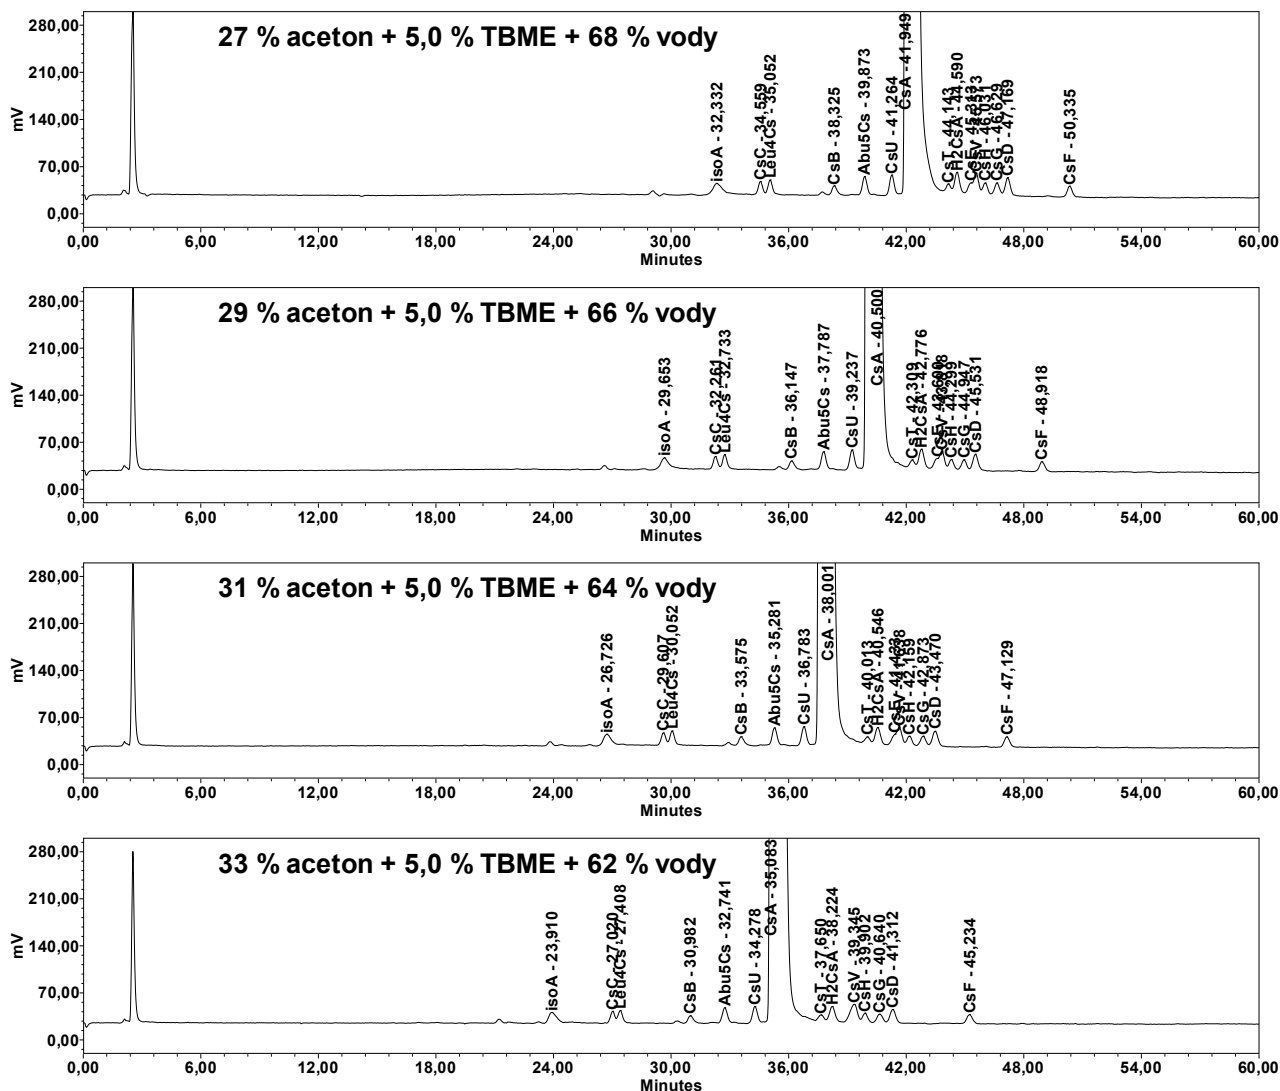 27 % aceton + 5,0 % TBME + 68 % vody
mV
280,00
210,00
140,00
70,00
0,00
isoA - 32,332
CsC - 34,559
Leu4Cs - 35,052
CsB - 38,325
Abu5Cs - 39,873
CsU - 41,264
CsA - 41,949
CsT - 44,143
H2CsA - 44,590
CsH - 46,031
CsG - 46,629
CsD - 47,169
CsF - 50,335
0,00 6,00 12,00 18,00 24,00 30,00 36,00 42,00 48,00 54,00 60,00
Minutes
29 % aceton + 5,0 % TBME + 66 % vody
mV
280,00
210,00
140,00
70,00
0,00
isoA - 29,653
CsC - 32,261
Leu4Cs - 32,733
CsB - 36,147
Abu5Cs - 37,787
CsU - 39,237
CsA - 40,500
CsT - 42,309
H2CsA - 42,776
CsH - 44,299
CsG - 44,947
CsD - 45,531
CsF - 48,918
0,00 6,00 12,00 18,00 24,00 30,00 36,00 42,00 48,00 54,00 60,00
Minutes
31 % aceton + 5,0 % TBME + 64 % vody
mV
280,00
210,00
140,00
70,00
0,00
isoA - 26,726
CsC - 29,607
Leu4Cs - 30,052
CsB - 33,575
Abu5Cs - 35,281
CsU - 36,783
CsA - 38,001
CsT - 40,013
H2CsA - 40,546
CsH - 42,159
CsG - 42,873
CsD - 43,470
CsF - 47,129
0,00 6,00 12,00 18,00 24,00 30,00 36,00 42,00 48,00 54,00 60,00
Minutes
33 % aceton + 5,0 % TBME + 62 % vody
mV
280,00
210,00
140,00
70,00
0,00
isoA - 23,910
CsC - 27,020
Leu4Cs - 27,408
CsB - 30,982
Abu5Cs - 32,741
CsU - 34,278
CsA - 35,083
CsT - 37,650
H2CsA - 38,224
CsV - 39,345
CsH - 39,902
CsG - 40,640
CsD - 41,312
CsF - 45,234
0,00 6,00 12,00 18,00 24,00 30,00 36,00 42,00 48,00 54,00 60,00
Minutes